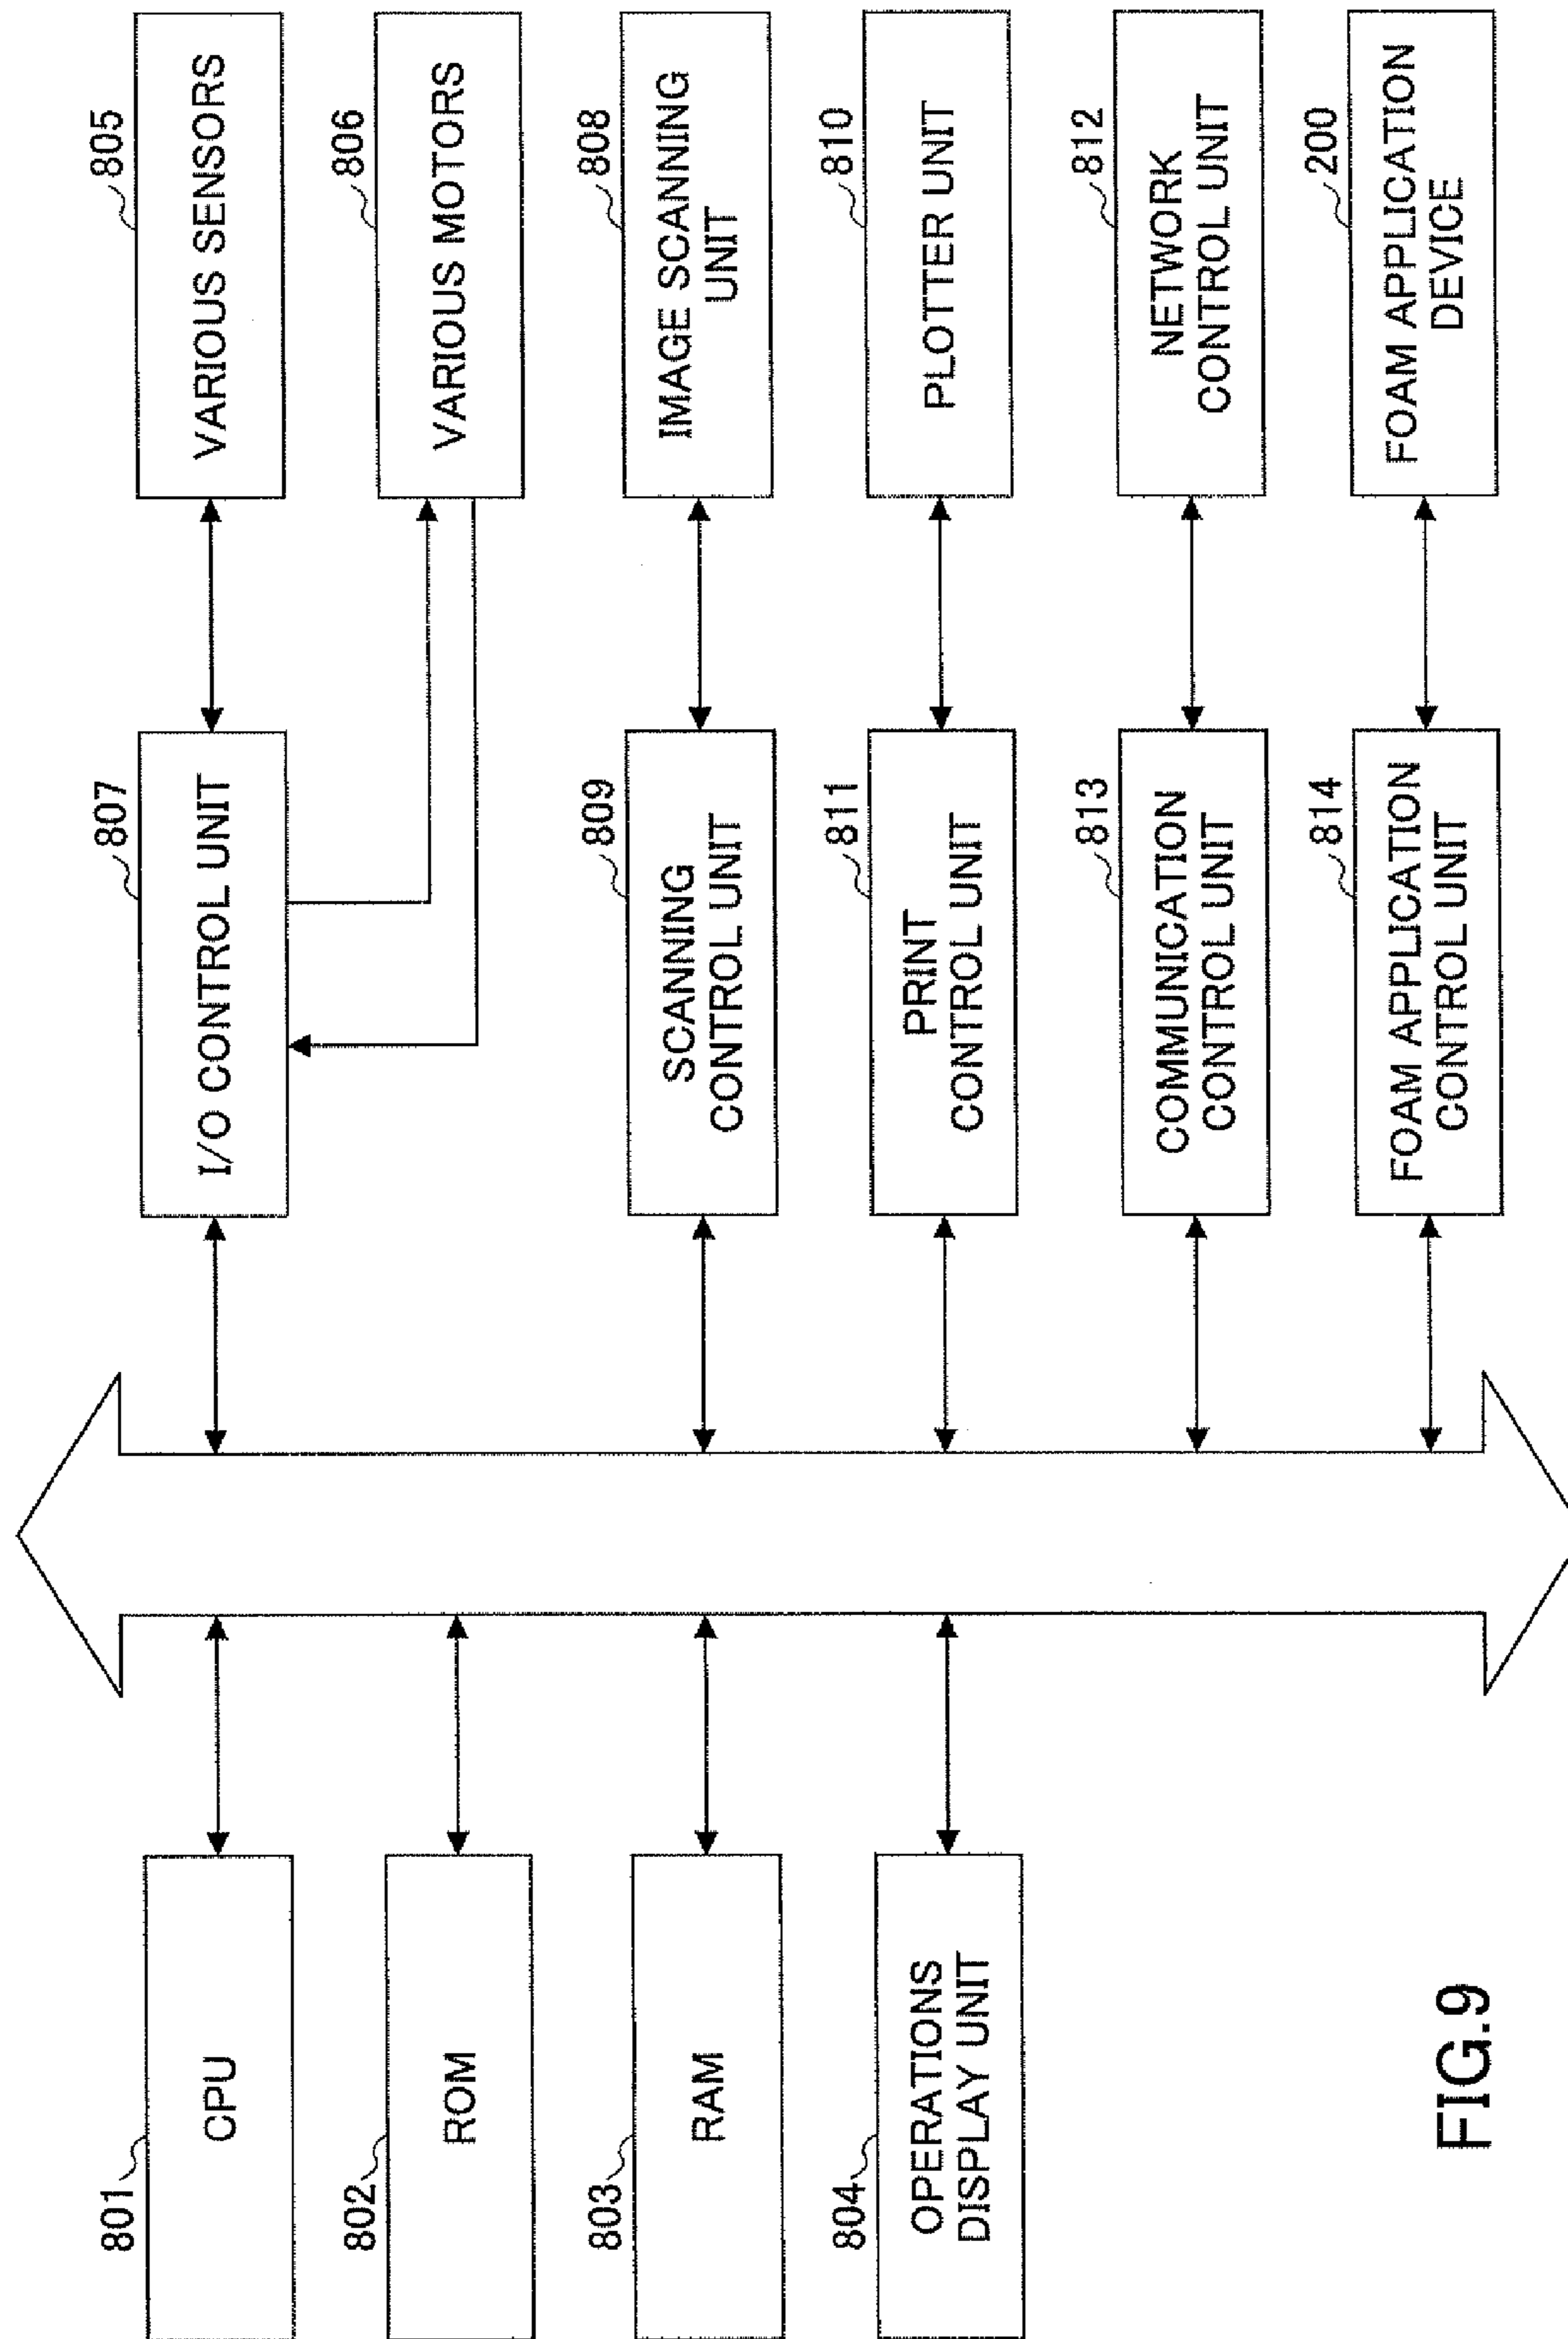 801
CPU
802
ROM
803
RAM
804
OPERATIONS
DISPLAY UNIT
807
I/O CONTROL UNIT
805
VARIOUS SENSORS
806
VARIOUS MOTORS
809
SCANNING
CONTROL UNIT
808
IMAGE SCANNING
UNIT
811
PRINT
CONTROL UNIT
810
PLOTTER UNIT
813
COMMUNICATION
CONTROL UNIT
812
NETWORK
CONTROL UNIT
814
FOAM APPLICATION
CONTROL UNIT
200
FOAM APPLICATION
DEVICE
FIG.9